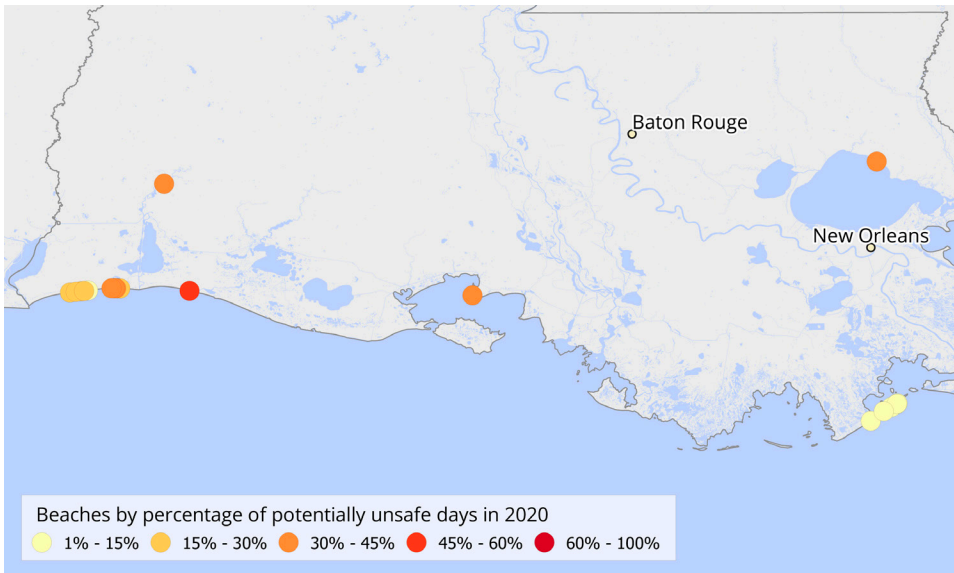 Baton Rouge
New Orleans
Beaches by percentage of potentially unsafe days in 2020
1% - 15% 15% - 30% 30% - 45% 45% - 60% 60% - 100%